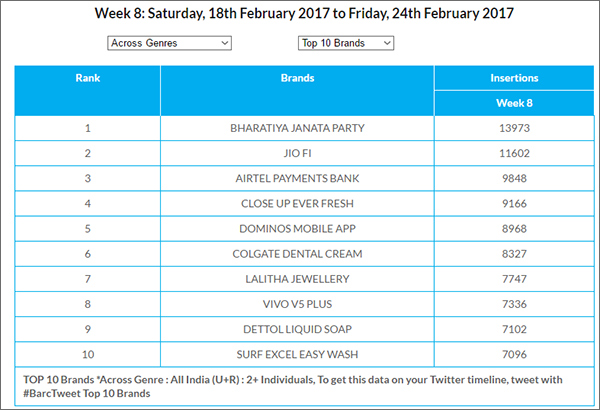 Week 8: Saturday, 18th February 2017 to Friday, 24th February 2017
Across Genres Top 10 Brands
Rank Brands Insertions
Week 8
1 BHARATIYA JANATA PARTY 13973
2 JIO FI 11602
3 AIRTEL PAYMENTS BANK 9848
4 CLOSE UP EVER FRESH 9166
5 DOMINOS MOBILE APP 8968
6 COLGATE DENTAL CREAM 8327
7 LALITHA JEWELLERY 7747
8 VIVO V5 PLUS 7336
9 DETTOL LIQUID SOAP 7102
10 SURF EXCEL EASY WASH 7096
TOP 10 Brands *Across Genre : All India (U+R) : 2+ Individuals, To get this data on your Twitter timeline, tweet with
#BarcTweet Top 10 Brands